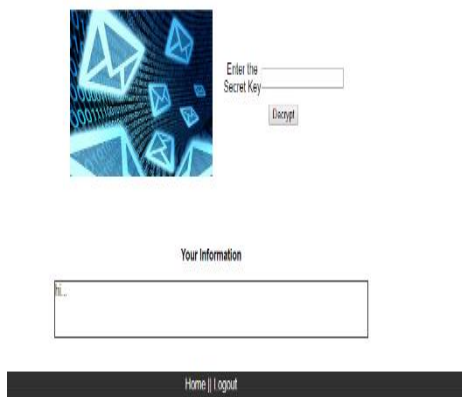 Enter the
Secret Key
Decrypt
Your Information
hi...
Home || Logout